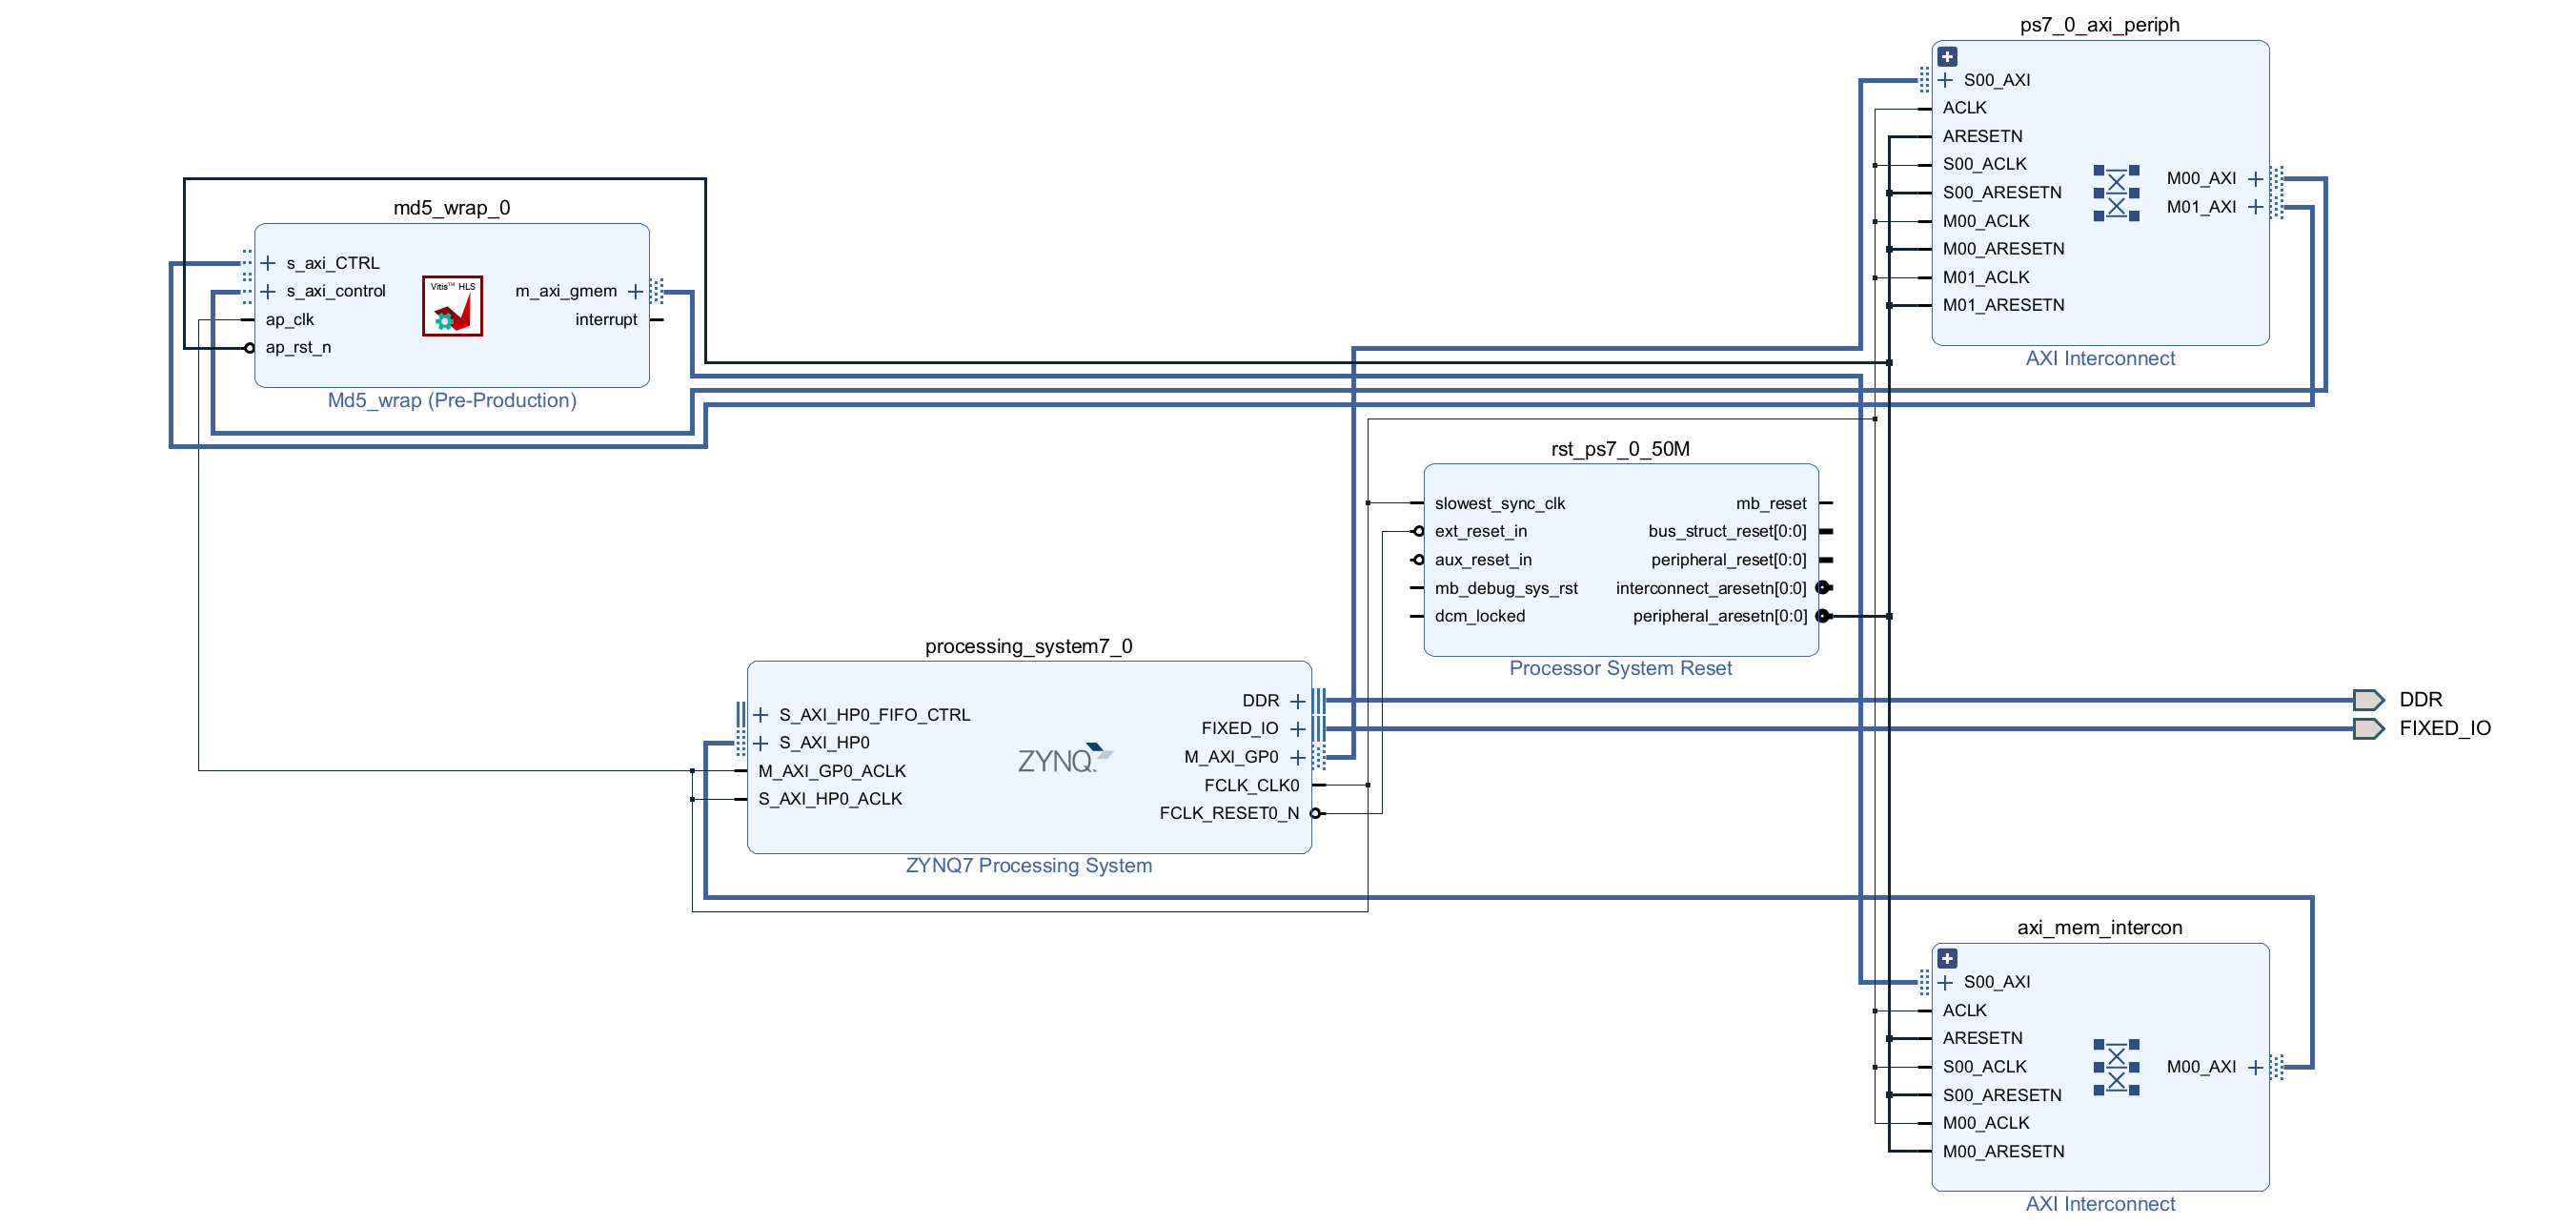 ps7_0_axi_periph
S00_AXI
ACLK
ARESETN
S00_ACLK
S00_ARESETN
M00_ACLK
M00_ARESETN
M01_ACLK
M01_ARESETN
M00_AXI
M01_AXI
AXI Interconnect
md5_wrap_0
s_axi_CTRL
s_axi_control
ap_clk
ap_rst_n
Vitis™ HLS
m_axi_gmem
interrupt
Md5_wrap (Pre-Production)
rst_ps7_0_50M
slowest_sync_clk
ext_reset_in
aux_reset_in
mb_debug_sys_rst
dcm_locked
mb_reset
bus_struct_reset[0:0]
peripheral_reset[0:0]
interconnect_aresetn[0:0]
peripheral_aresetn[0:0]
Processor System Reset
processing_system7_0
S_AXI_HP0_FIFO_CTRL
S_AXI_HP0
M_AXI_GP0_ACLK
S_AXI_HP0_ACLK
ZYNQ
DDR
FIXED_IO
M_AXI_GP0
FCLK_CLK0
FCLK_RESET0_N
ZYNQ7 Processing System
DDR
FIXED_IO
axi_mem_intercon
S00_AXI
ACLK
ARESETN
S00_ACLK
S00_ARESETN
M00_ACLK
M00_ARESETN
M00_AXI
AXI Interconnect